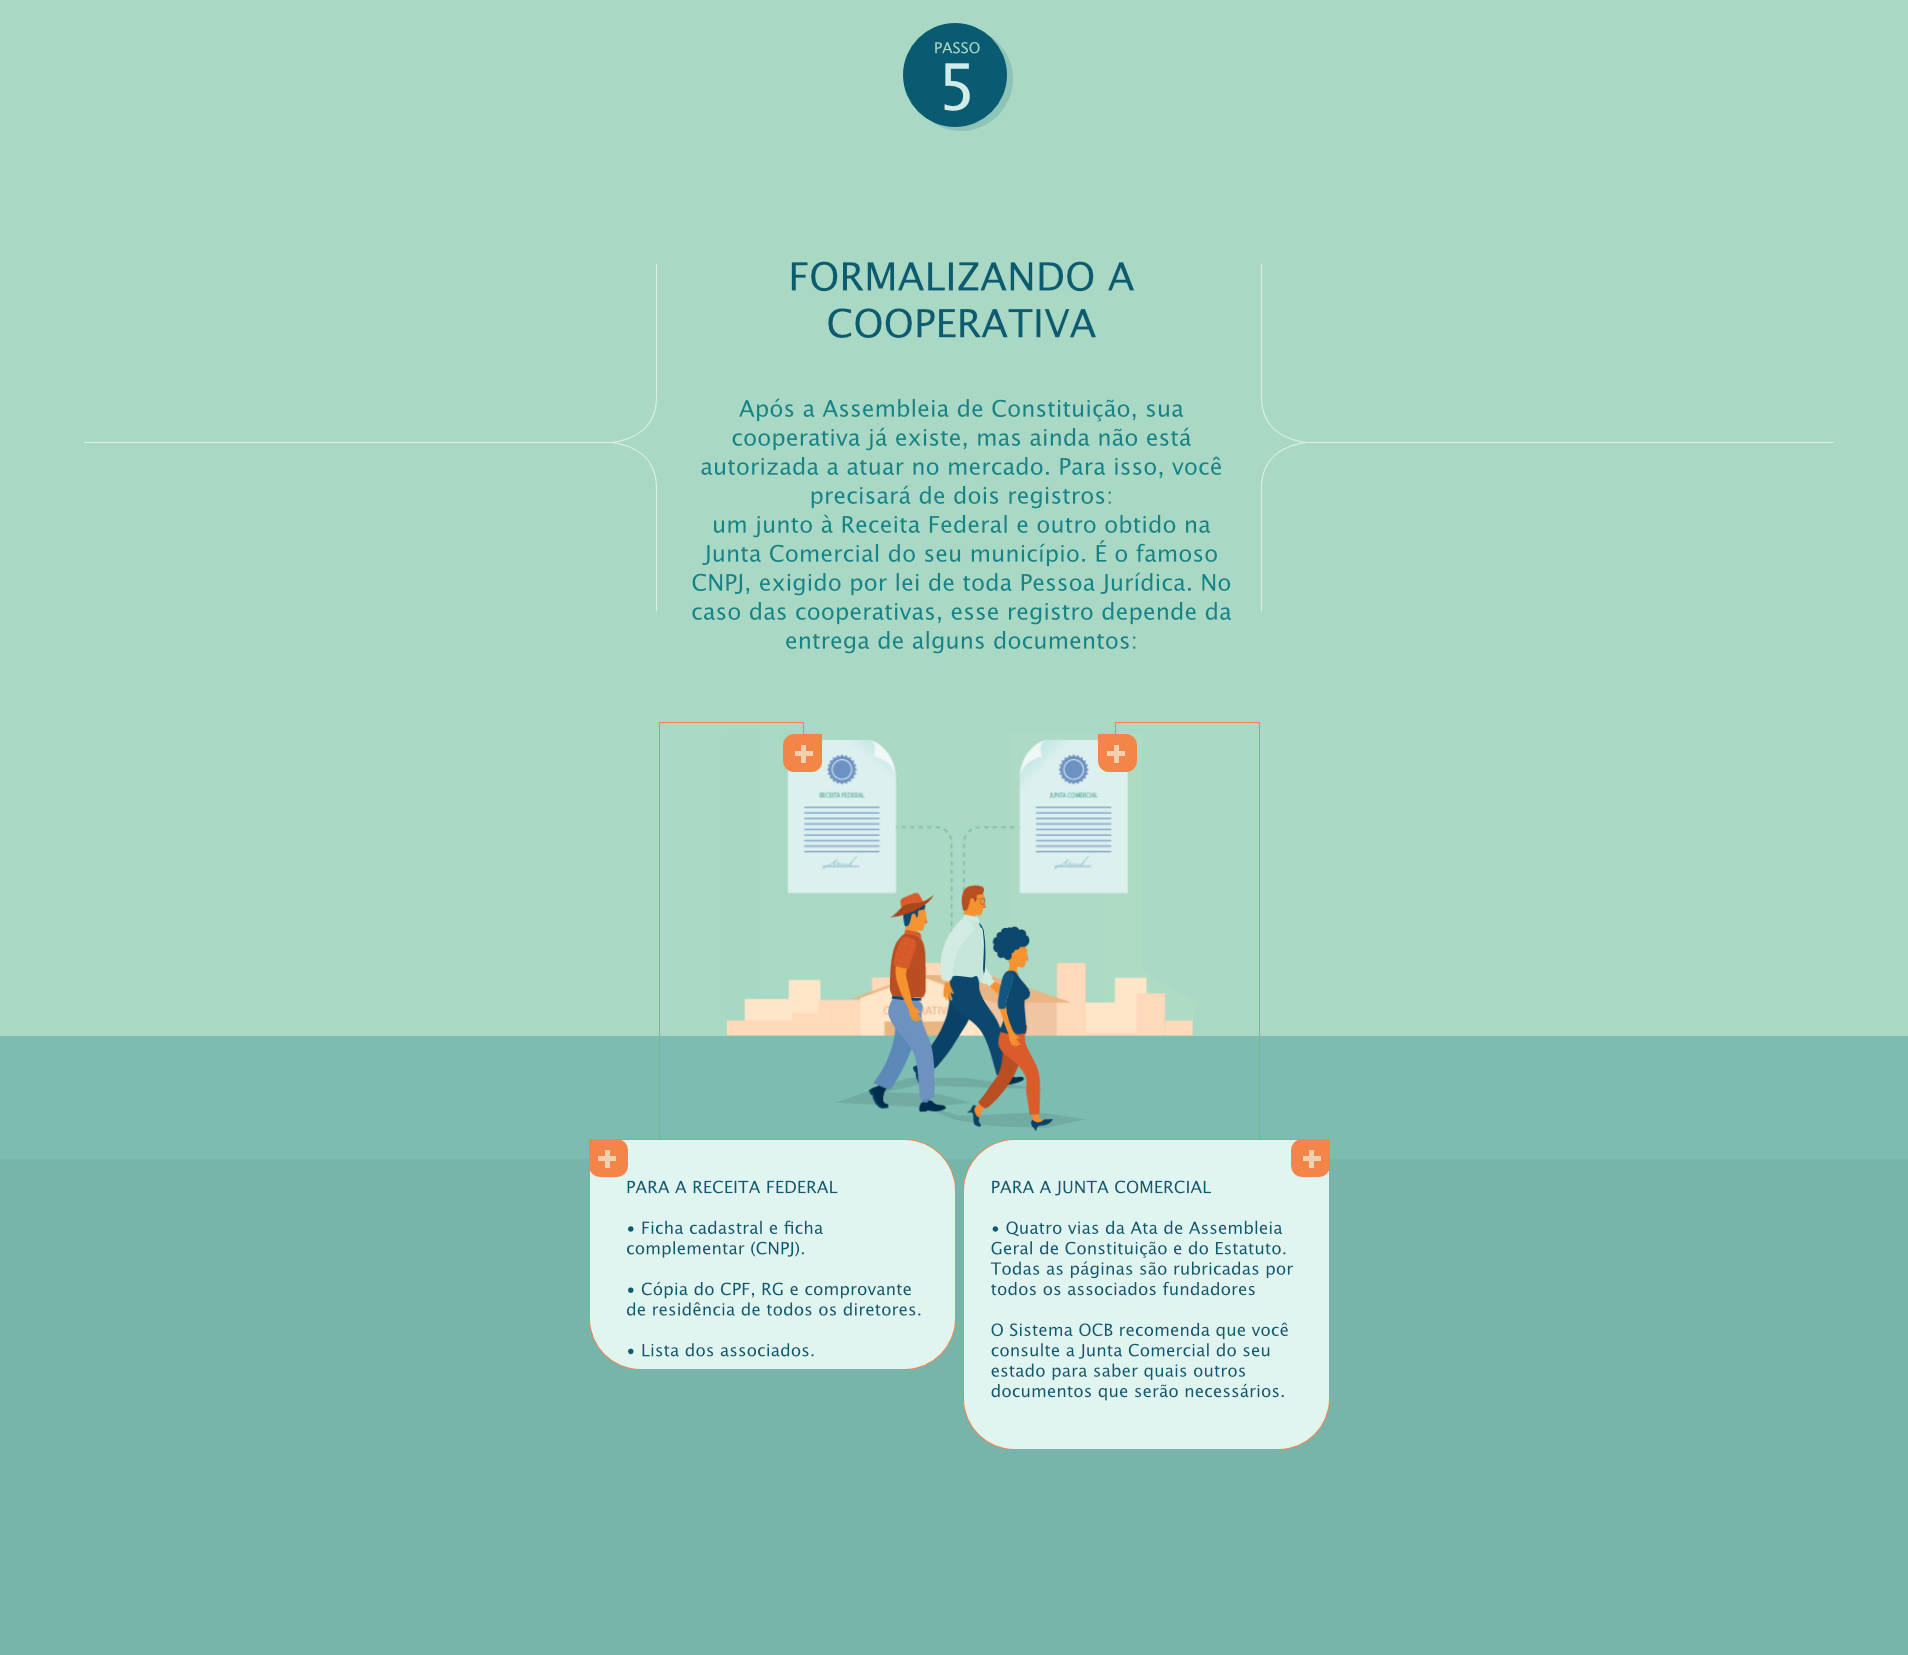 PASSO
5
FORMALIZANDO A
COOPERATIVA
Após a Assembleia de Constituição, sua
cooperativa já existe, mas ainda não está
autorizada a atuar no mercado. Para isso, você
precisará de dois registros:
um junto à Receita Federal e outro obtido na
Junta Comercial do seu município. É o famoso
CNPJ, exigido por lei de toda Pessoa Jurídica. No
caso das cooperativas, esse registro depende da
entrega de alguns documentos:
RECEITA FEDERAL
JUNTA COMERCIAL
PARA A RECEITA FEDERAL
• Ficha cadastral e ficha
complementar (CNPJ).
• Cópia do CPF, RG e comprovante
de residência de todos os diretores.
• Lista dos associados.
PARA A JUNTA COMERCIAL
• Quatro vias da Ata de Assembleia
Geral de Constituição e do Estatuto.
Todas as páginas são rubricadas por
todos os associados fundadores
O Sistema OCB recomenda que você
consulte a Junta Comercial do seu
estado para saber quais outros
documentos que serão necessários.